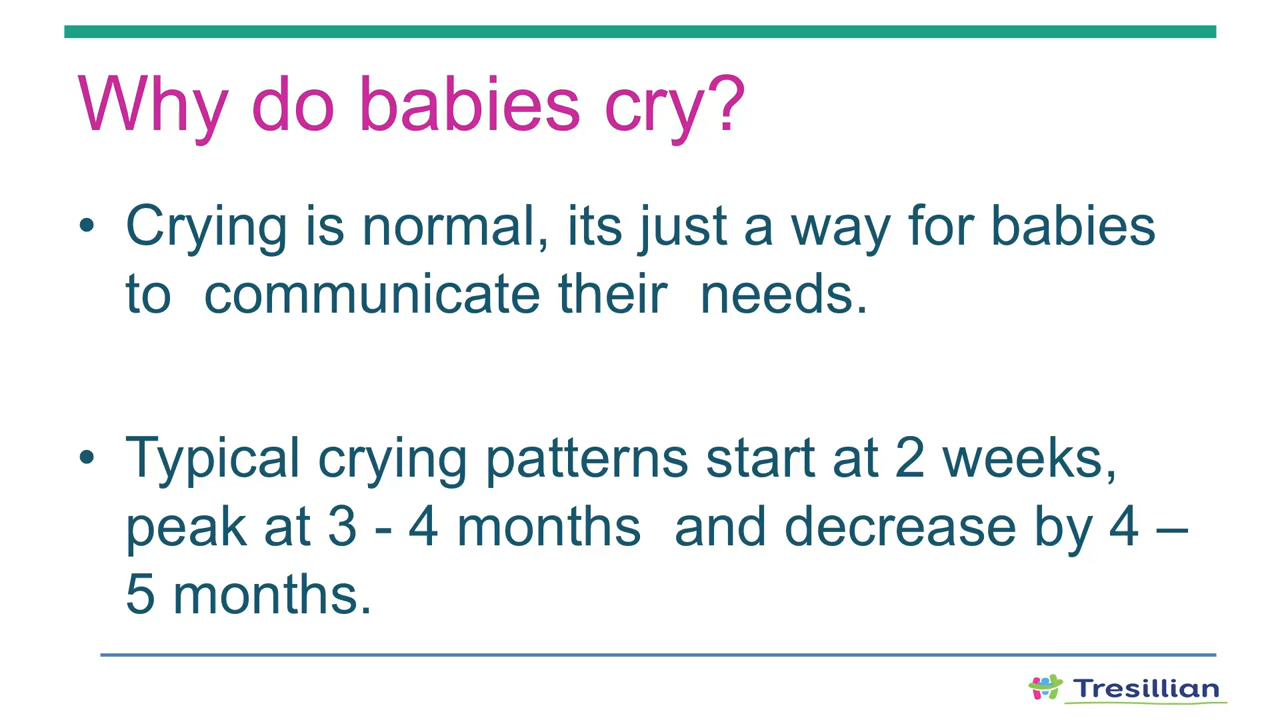 Why do babies cry?
• Crying is normal, its just a way for babies
to  communicate their  needs.
• Typical crying patterns start at 2 weeks,
peak at 3 - 4 months  and decrease by 4 –
5 months.
Tresillian